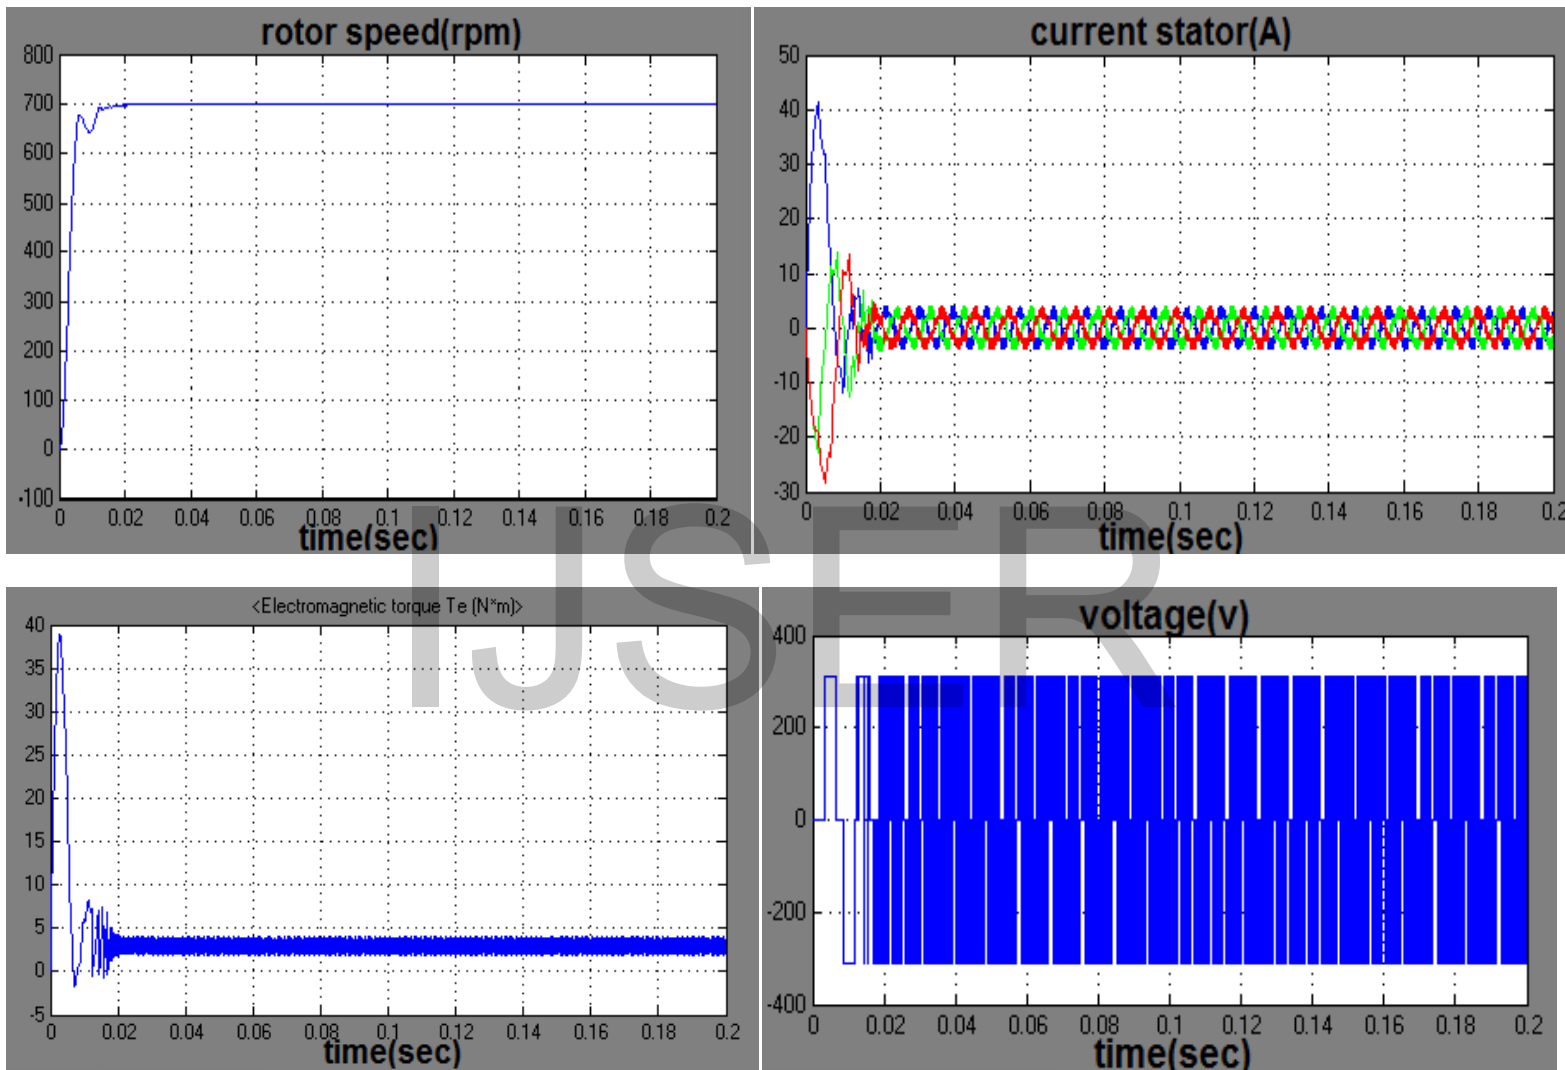 rotor speed(rpm)
800
700
600
500
400
300
200
100
0
-100
0 0.02 0.04 0.06 0.08 0.1 0.12 0.14 0.16 0.18 0.2
time(sec)
current stator(A)
50
40
30
20
10
0
-10
-20
-30
0 0.02 0.04 0.06 0.08 0.1 0.12 0.14 0.16 0.18 0.2
time(sec)
IJSER
<Electromagnetic torque Te (N*m)>
40
35
30
25
20
15
10
5
0
-5
0 0.02 0.04 0.06 0.08 0.1 0.12 0.14 0.16 0.18 0.2
time(sec)
voltage(v)
400
200
0
-200
-400
0 0.02 0.04 0.06 0.08 0.1 0.12 0.14 0.16 0.18 0.2
time(sec)